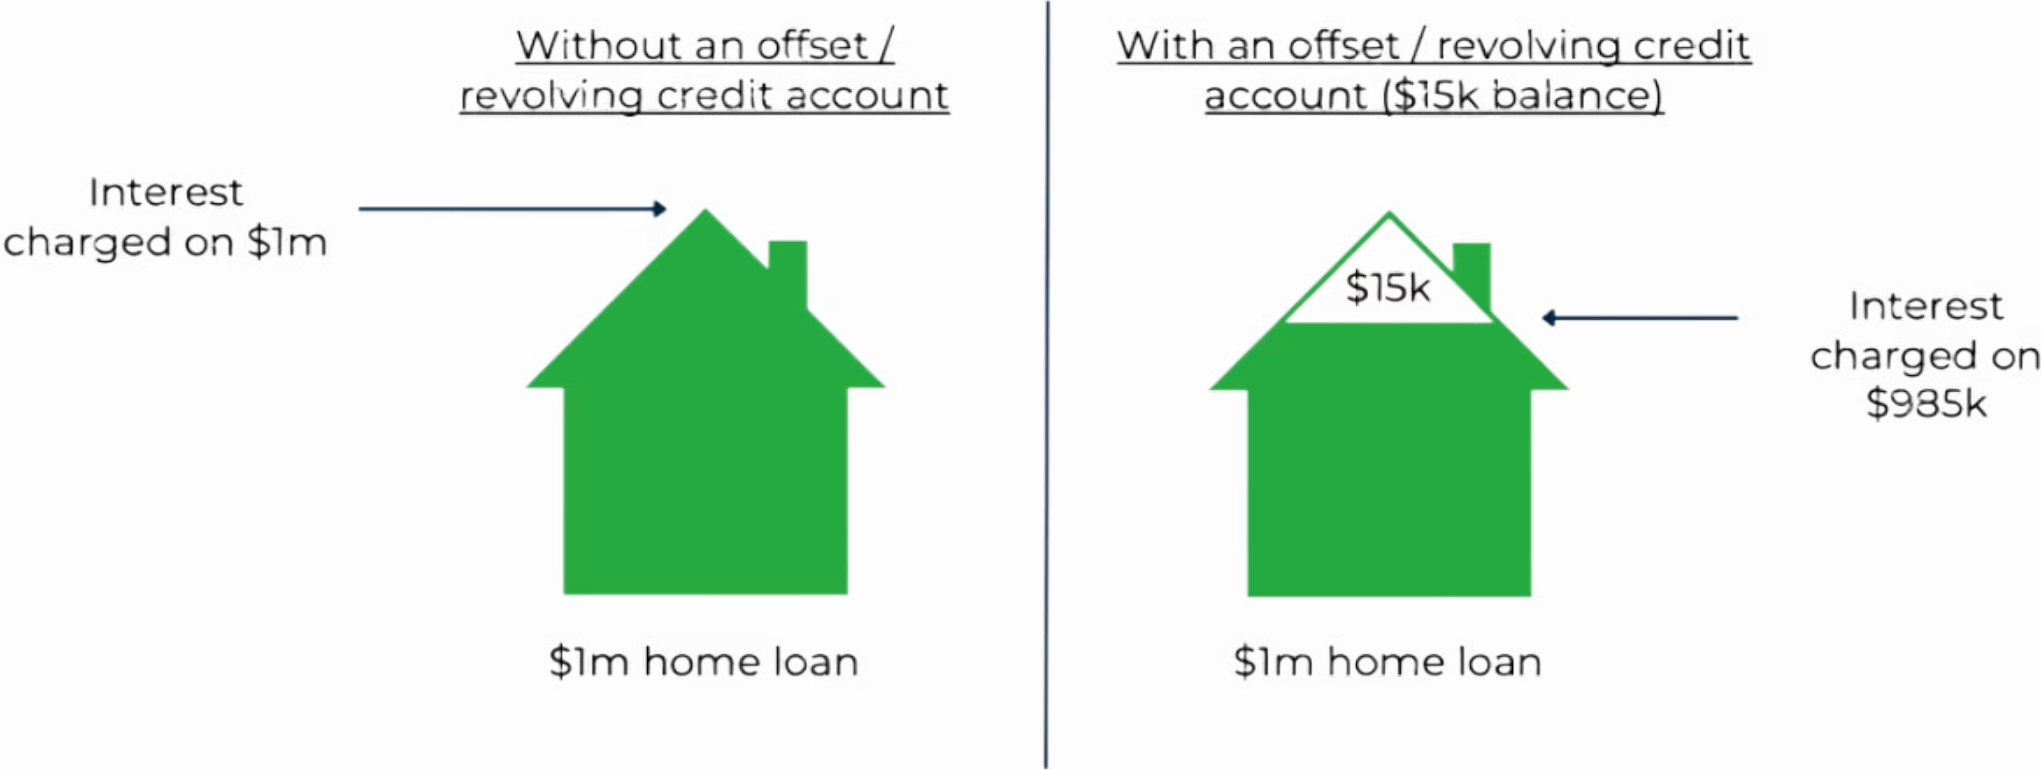 Without an offset /
revolving credit account
Interest
charged on $1m
$1m home loan
With an offset / revolving credit
account ($15k balance)
$15k
Interest
charged on
$985k
$1m home loan